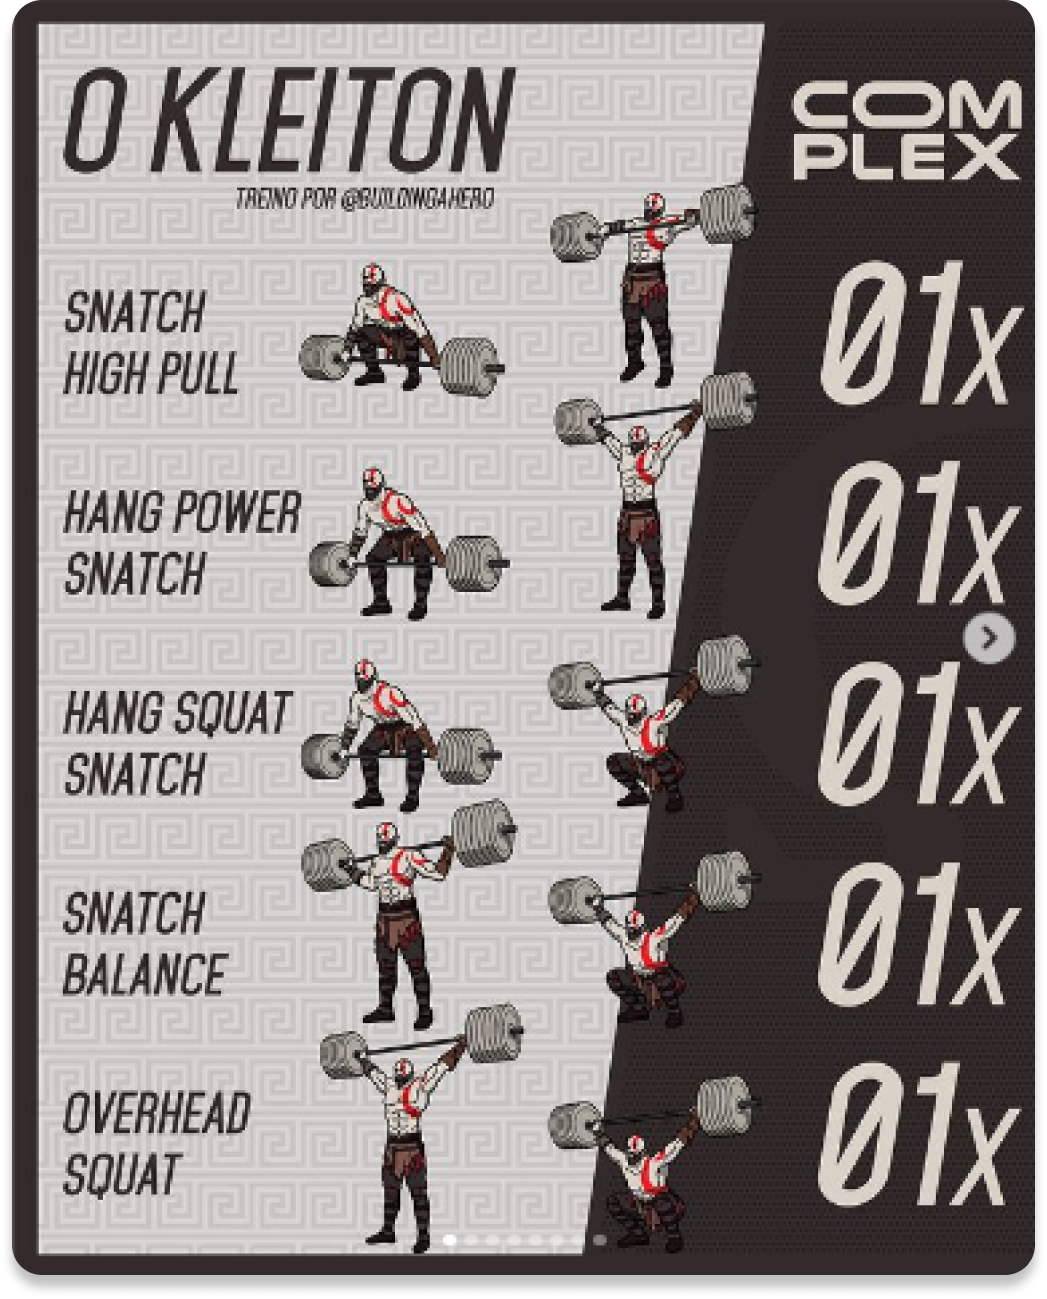 O KLEITON
TREINO POR @BUILDINGAHERO
COM
PLEX
SNATCH
HIGH PULL
01X
HANG POWER
SNATCH
01X
HANG SQUAT
SNATCH
01X
SNATCH
BALANCE
01X
OVERHEAD
SQUAT
01X